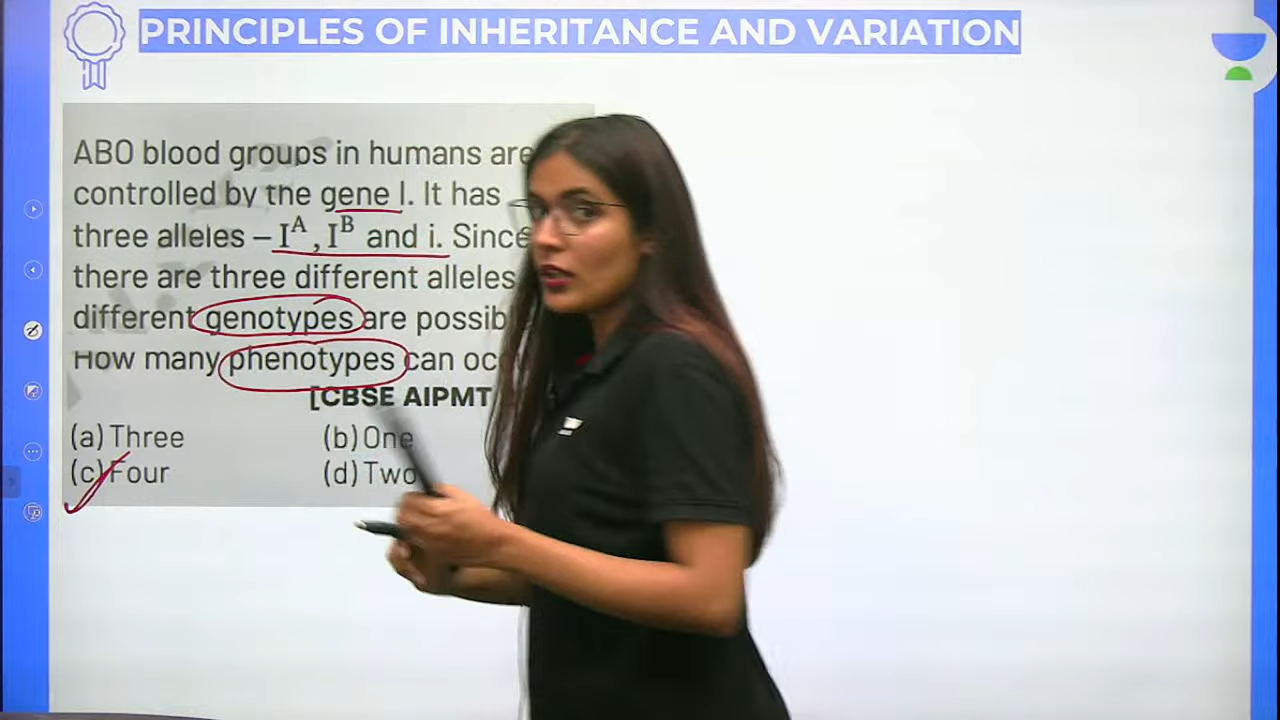 PRINCIPLES OF INHERITANCE AND VARIATION
ABO blood groups in humans are
controlled by the gene I. It has
three alleles – Iᴬ, Iᴮ and i. Since
there are three different alleles
different genotypes are possib
How many phenotypes can oc
[CBSE AIPMT
(a) Three (b) One
(c) Four (d) Two